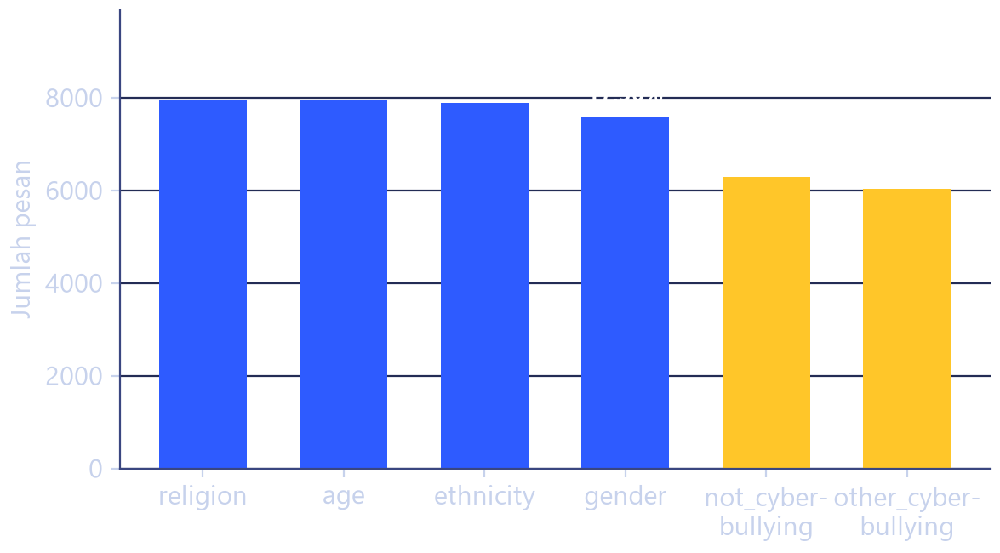 Jumlah pesan
8000
6000
4000
2000
0
religion
age
ethnicity
gender
not_cyber-
bullying
other_cyber-
bullying